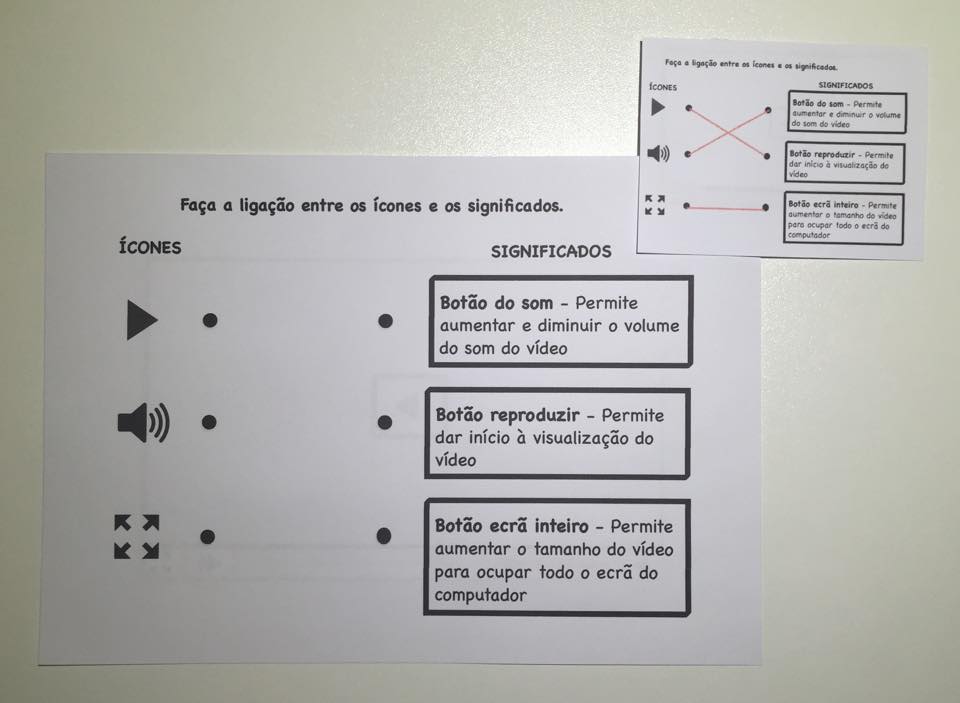 Faça a ligação entre os ícones e os significados.
ÍCONES
SIGNIFICADOS
Botão do som - Permite
aumentar e diminuir o volume
do som do vídeo
Botão reproduzir - Permite
dar início à visualização do
vídeo
Botão ecrã inteiro - Permite
aumentar o tamanho do vídeo
para ocupar todo o ecrã do
computador
Faça a ligação entre os ícones e os significados.
ÍCONES
SIGNIFICADOS
Botão do som - Permite
aumentar e diminuir o volume
do som do vídeo
Botão reproduzir - Permite
dar início à visualização do
vídeo
Botão ecrã inteiro - Permite
aumentar o tamanho do vídeo
para ocupar todo o ecrã do
computador